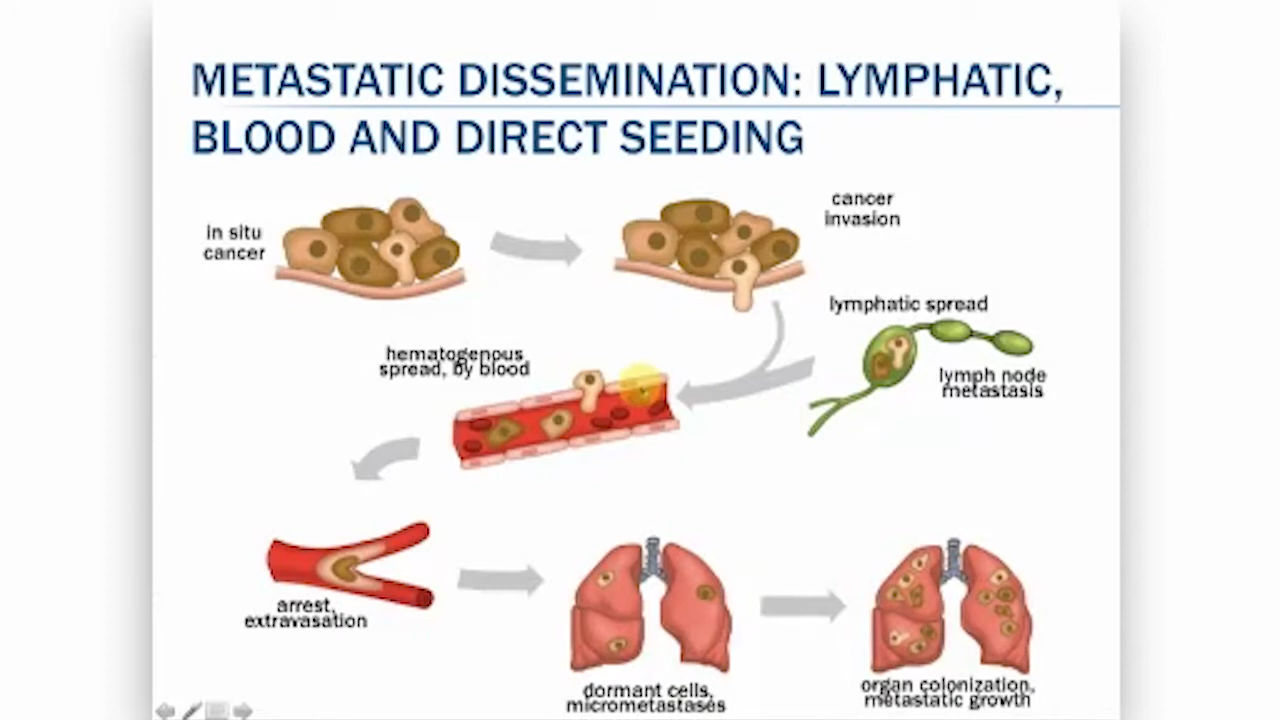 METASTATIC DISSEMINATION: LYMPHATIC,
BLOOD AND DIRECT SEEDING
in situ
cancer
cancer
invasion
lymphatic spread
hematogenous
spread, by blood
lymph node
metastasis
arrest,
extravasation
dormant cells,
micrometastases
organ colonization,
metastatic growth